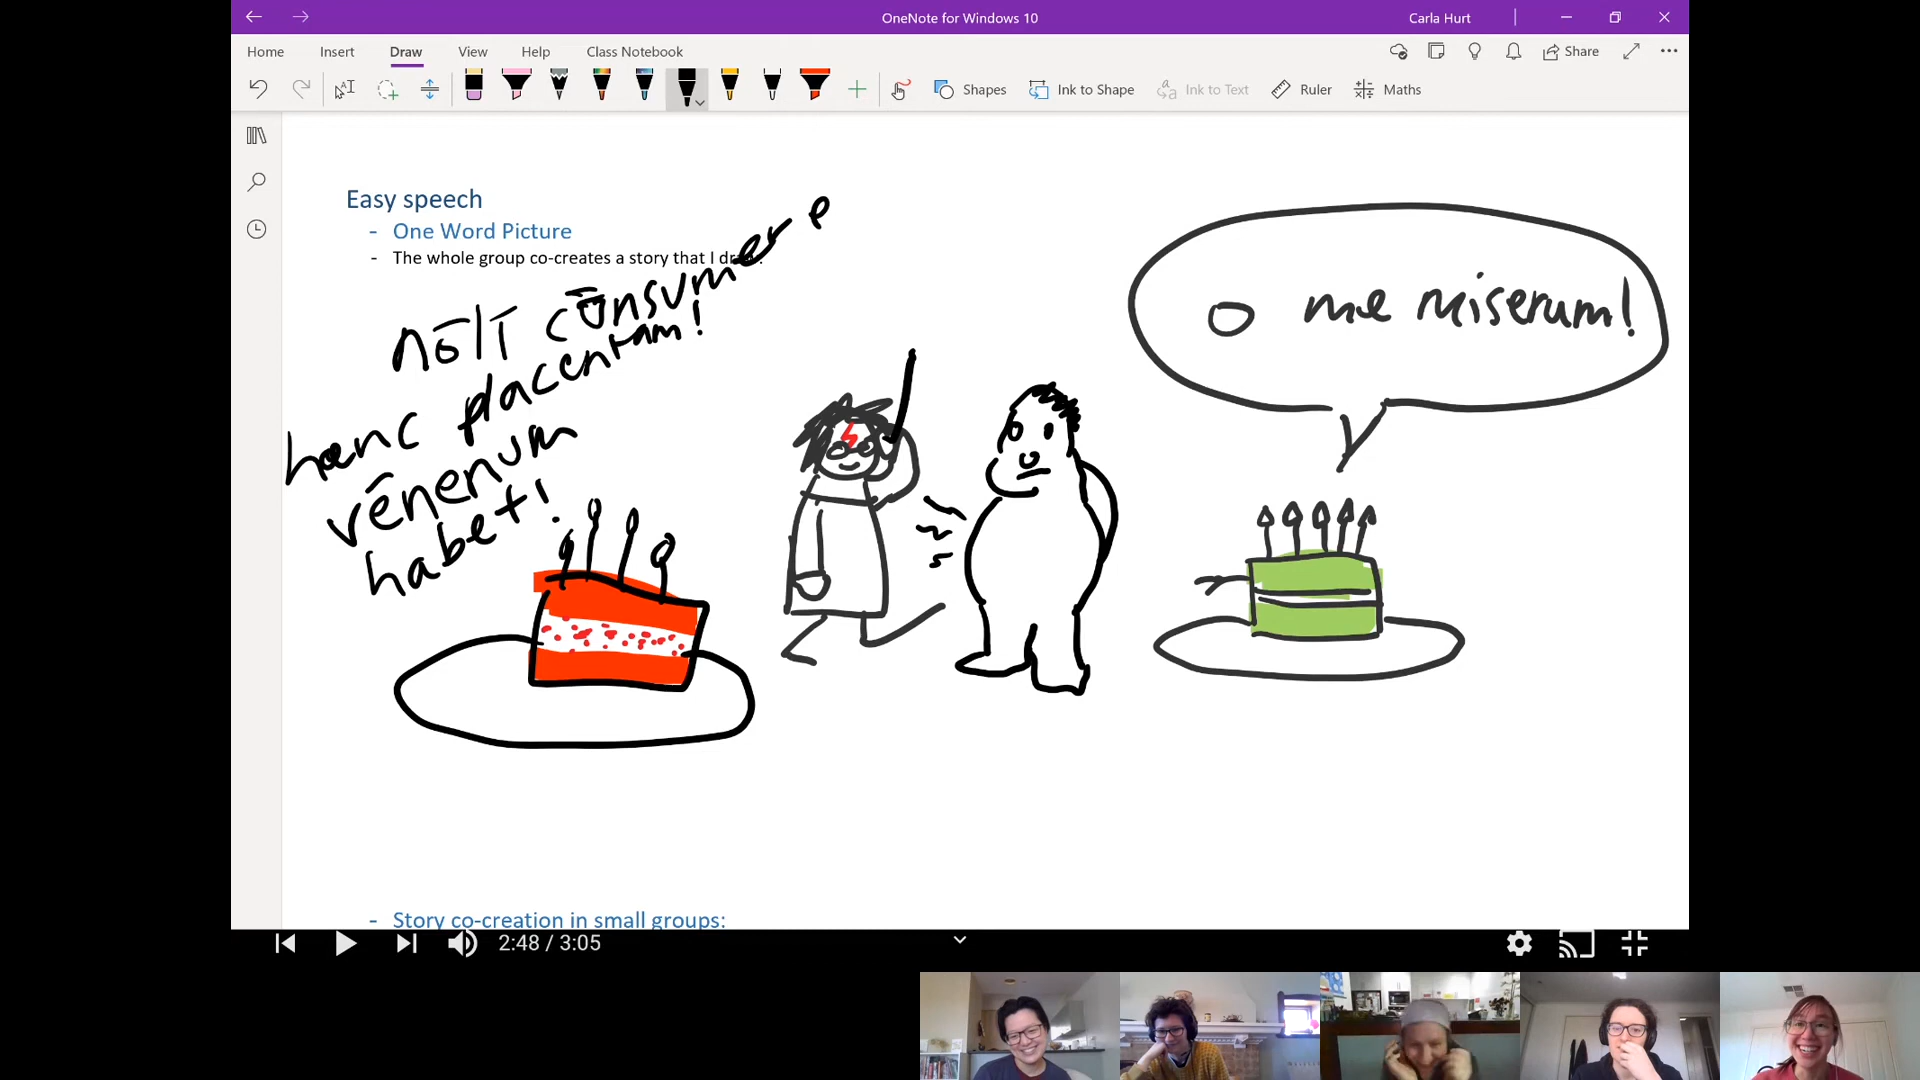 OneNote for Windows 10
Carla Hurt
Home Insert Draw View Help Class Notebook
Share
Shapes Ink to Shape Ink to Text Ruler Maths
Easy speech
- One Word Picture
- The whole group co-creates a story that I draw.
nōlī cōnsumere
hanc placentam!
vēnenum
habet!
o me miserum!
- Story co-creation in small groups:
2:48 / 3:05